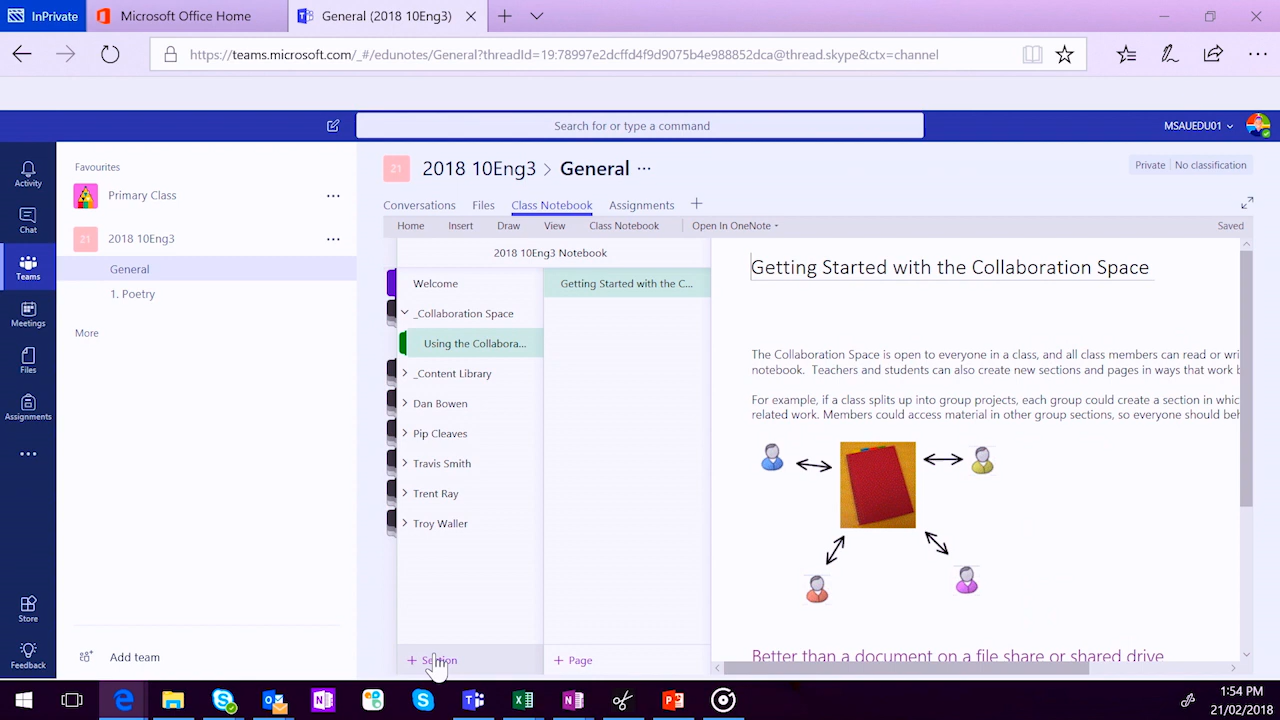 InPrivate
Microsoft Office Home
General (2018 10Eng3)
https://teams.microsoft.com/_#/edunotes/General?threadId=19:78997e2dcffd4f9d9075b4e988852dca@thread.skype&ctx=channel
Search for or type a command
MSAUEDU01
Activity
Chat
Teams
Meetings
Files
Assignments
Store
Feedback
Favourites
Primary Class
21 2018 10Eng3
General
1. Poetry
More
Add team
21 2018 10Eng3 > General
Private No classification
Conversations Files Class Notebook Assignments
Home Insert Draw View Class Notebook Open In OneNote Saved
2018 10Eng3 Notebook
Welcome
_Collaboration Space
Using the Collabora...
_Content Library
Dan Bowen
Pip Cleaves
Travis Smith
Trent Ray
Troy Waller
+ Section
Getting Started with the C...
+ Page
Getting Started with the Collaboration Space
The Collaboration Space is open to everyone in a class, and all class members can read or wri
notebook. Teachers and students can also create new sections and pages in ways that work b
For example, if a class splits up into group projects, each group could create a section in whic
related work. Members could access material in other group sections, so everyone should beh
Better than a document on a file share or shared drive
1:54 PM
21/02/2018